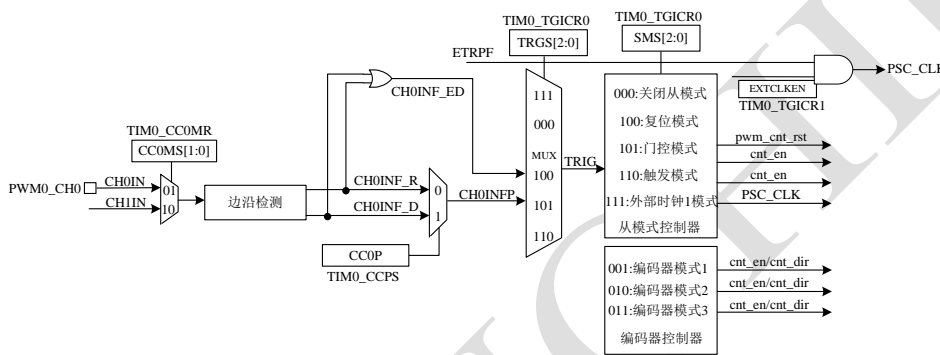 TIM0_TGICR0
TRGS[2:0]
TIM0_TGICR0
SMS[2:0]
ETRPF
PSC_CLK
EXTCLKEN
TIM0_TGICR1
CH0INF_ED
TIM0_CC0MR
CC0MS[1:0]
PWM0_CH0
CH0IN
CH1IN
01
10
边沿检测
CH0INF_R
CH0INF_D
0
1
CH0INFP
CC0P
TIM0_CCPS
111
000
MUX
100
101
110
TRIG
000:关闭从模式
100:复位模式
101:门控模式
110:触发模式
111:外部时钟1模式
从模式控制器
pwm_cnt_rst
cnt_en
cnt_en
PSC_CLK
001:编码器模式1
010:编码器模式2
011:编码器模式3
编码器控制器
cnt_en/cnt_dir
cnt_en/cnt_dir
cnt_en/cnt_dir